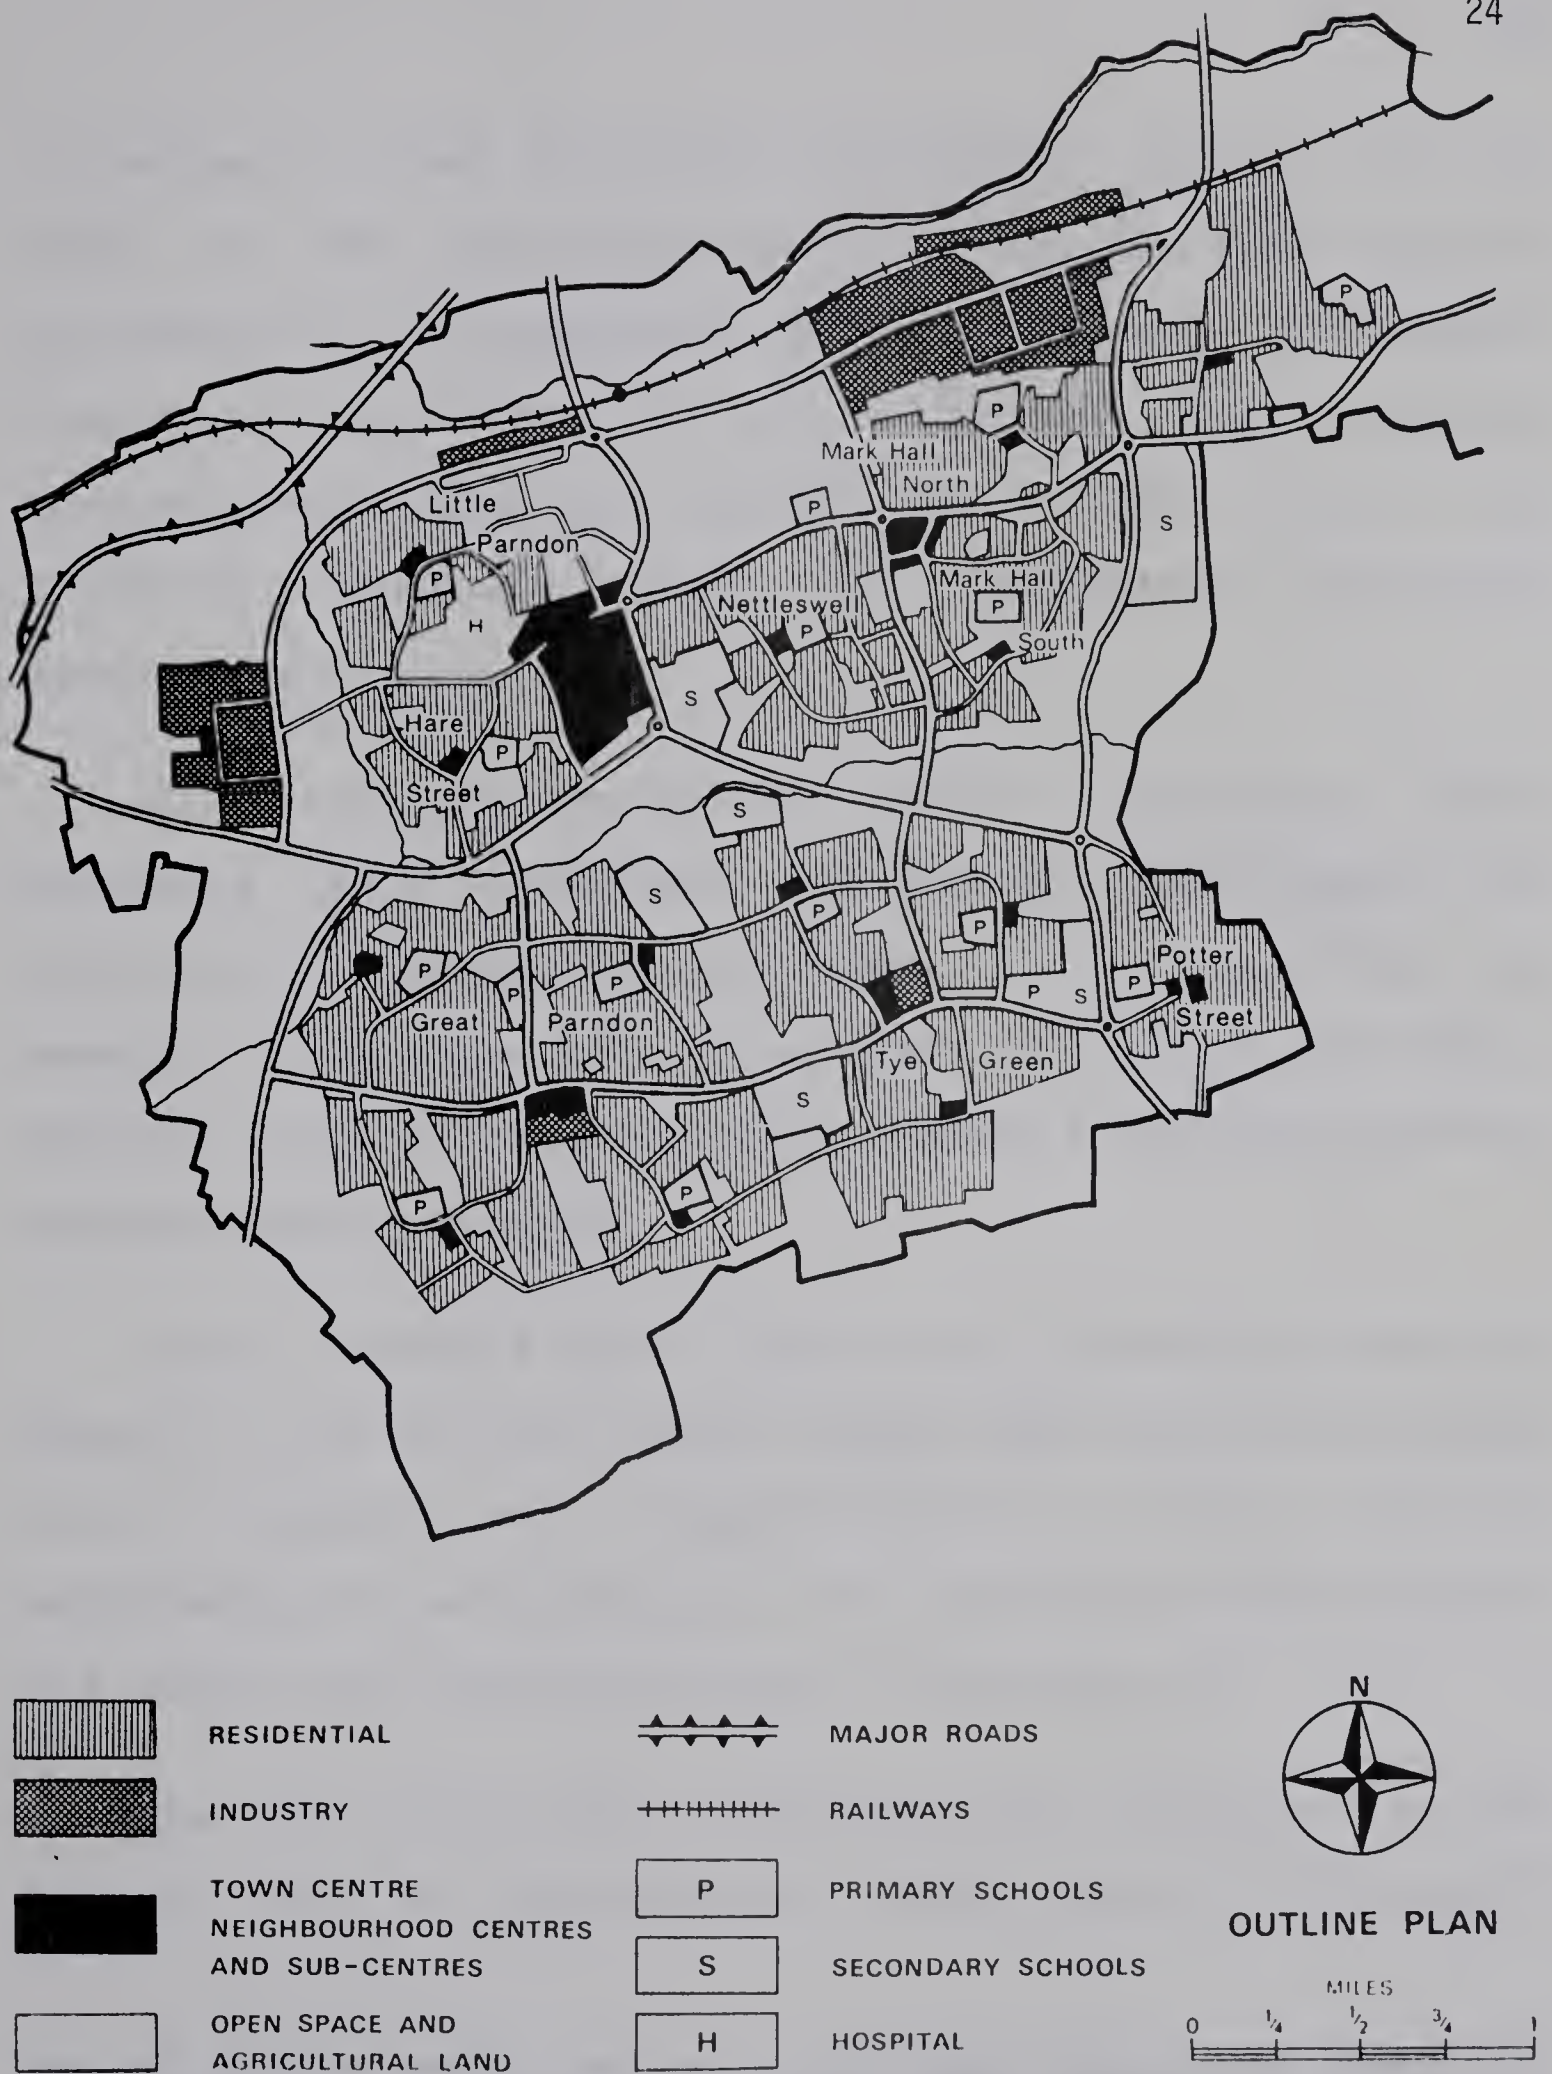 24
P
P
Mark Hall
North
Little
P
S
Parndon
P
Mark Hall
Nettleswell
P
H
P
South
S
Hare
P
Street
S
S
P
P
Potter
P
P
P
P
P
S
Street
Great
Parndon
Tye
Green
S
P
P
N
RESIDENTIAL
MAJOR ROADS
INDUSTRY
RAILWAYS
TOWN CENTRE
NEIGHBOURHOOD CENTRES
AND SUB-CENTRES
P
PRIMARY SCHOOLS
OUTLINE PLAN
S
SECONDARY SCHOOLS
MILES
0 1/4 1/2 3/4 1
OPEN SPACE AND
AGRICULTURAL LAND
H
HOSPITAL